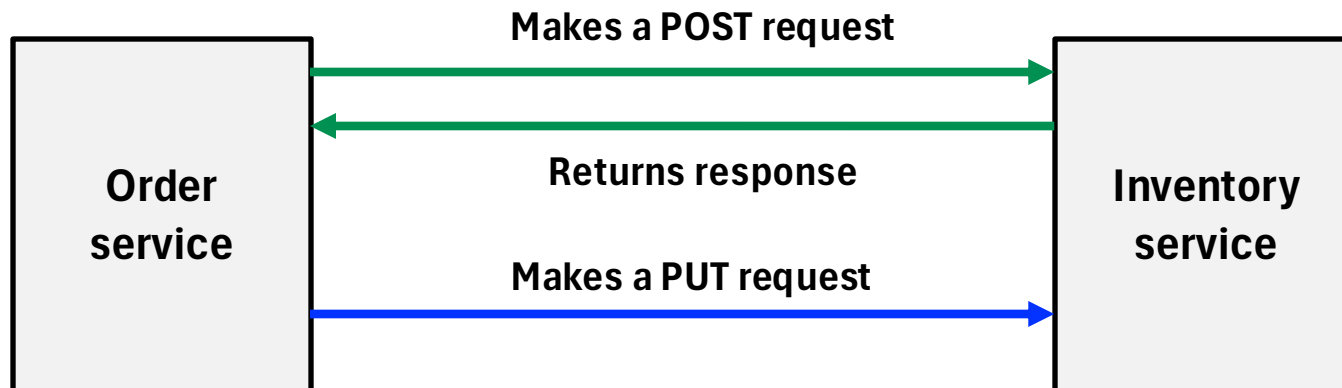 Makes a POST request
Returns response
Order
service
Inventory
service
Makes a PUT request